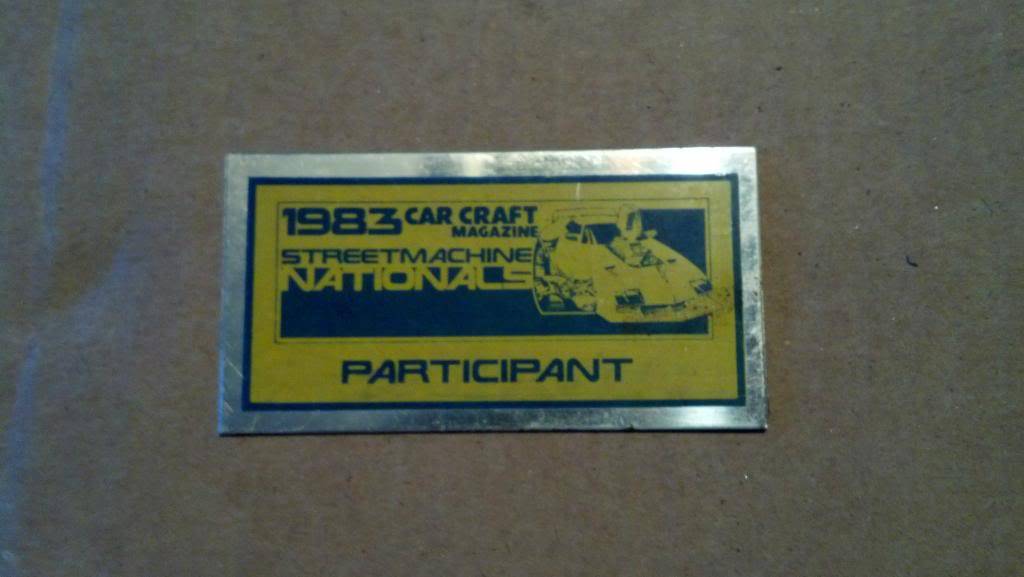 1983 CAR CRAFT
MAGAZINE
STREETMACHINE
NATIONALS
PARTICIPANT